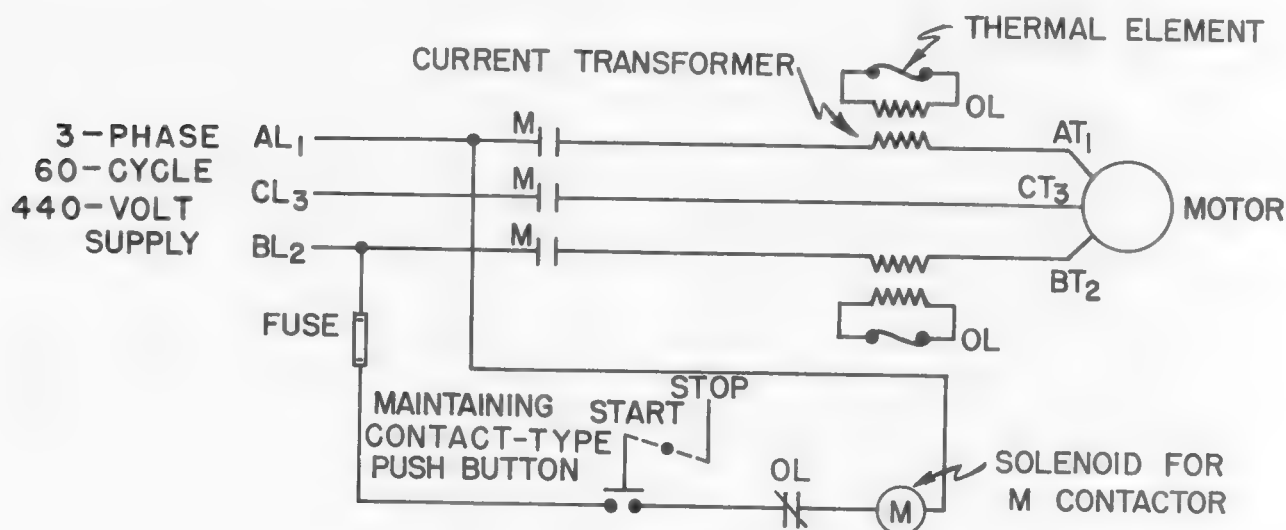 THERMAL ELEMENT
CURRENT TRANSFORMER
OL
3-PHASE
60-CYCLE
440-VOLT
SUPPLY
AL1
M
AT1
CL3
M
CT3
MOTOR
BL2
M
BT2
FUSE
OL
STOP
MAINTAINING
CONTACT-TYPE
PUSH BUTTON
START
OL
M
SOLENOID FOR
M CONTACTOR